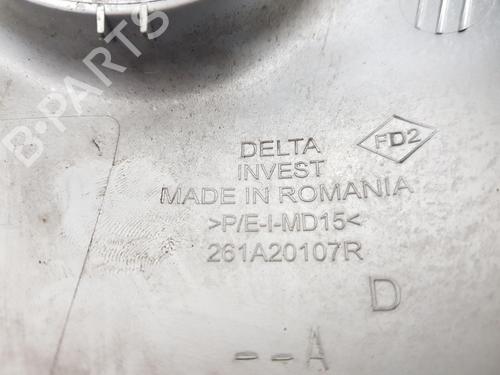 B-PARTS
DELTA
INVEST
MADE IN ROMANIA
>P/E-I-MD15<
261A20107R
FD2
D
--A